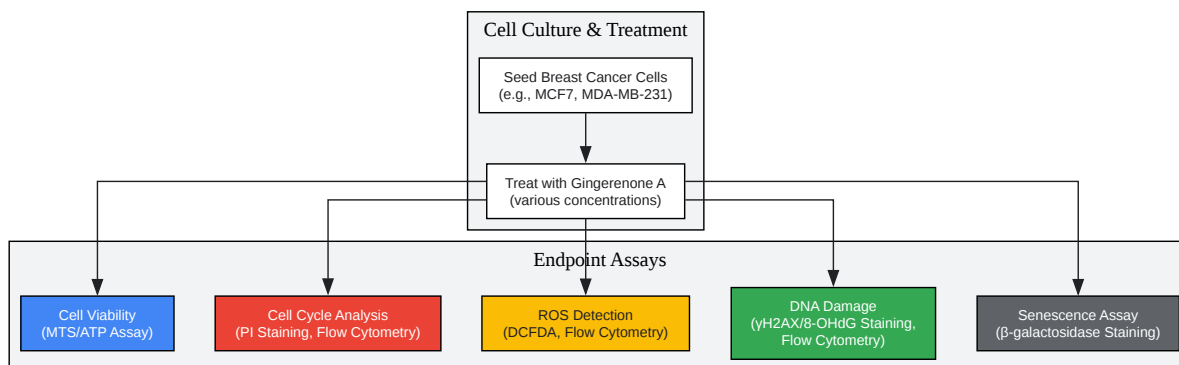 Cell Culture & Treatment
Seed Breast Cancer Cells
(e.g., MCF7, MDA-MB-231)
Treat with Gingerenone A
(various concentrations)
Endpoint Assays
Cell Viability
(MTS/ATP Assay)
Cell Cycle Analysis
(PI Staining, Flow Cytometry)
ROS Detection
(DCFDA, Flow Cytometry)
DNA Damage
(γH2AX/8-OHdG Staining,
Flow Cytometry)
Senescence Assay
(β-galactosidase Staining)